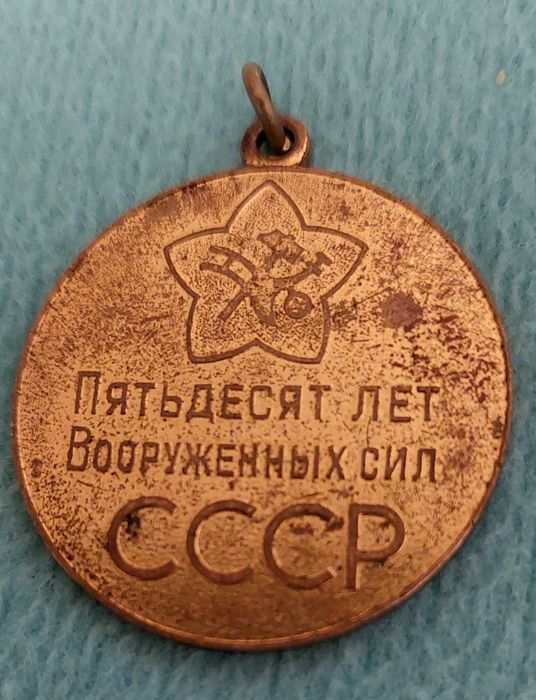 Пятьдесят лет
Вооруженных сил
СССР